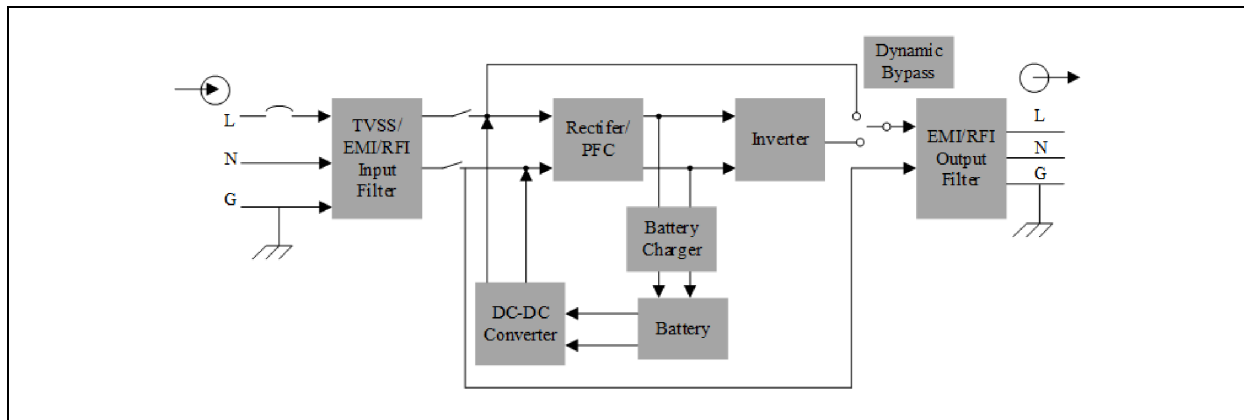 Dynamic
Bypass
L
N
G
TVSS/
EMI/RFI
Input
Filter
Rectifer/
PFC
Inverter
EMI/RFI
Output
Filter
L
N
G
Battery
Charger
DC-DC
Converter
Battery